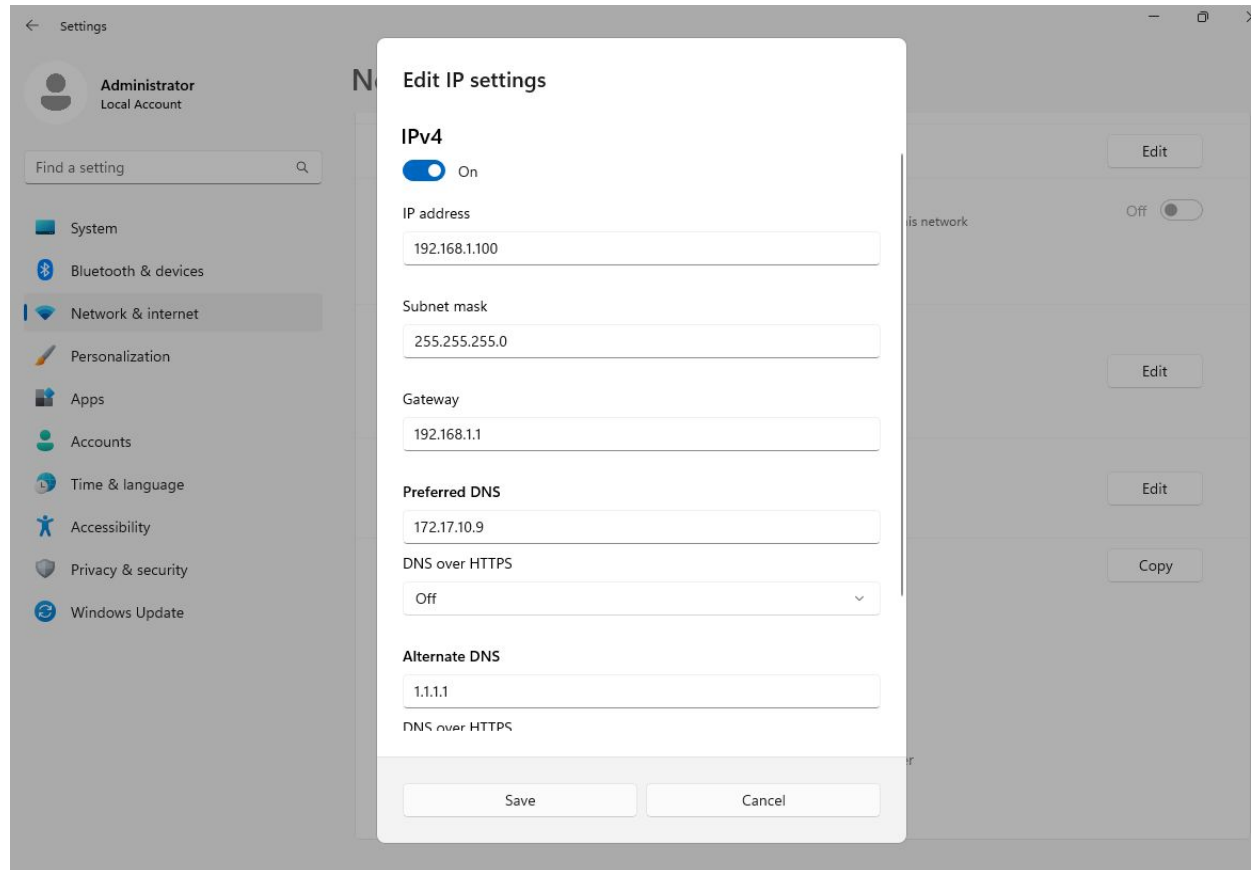 Settings
Administrator
Local Account
Find a setting
System
Bluetooth & devices
Network & internet
Personalization
Apps
Accounts
Time & language
Accessibility
Privacy & security
Windows Update
Ne
Edit IP settings
IPv4
On
IP address
192.168.1.100
Subnet mask
255.255.255.0
Gateway
192.168.1.1
Preferred DNS
172.17.10.9
DNS over HTTPS
Off
Alternate DNS
1.1.1.1
DNS over HTTPS
Save
Cancel
Edit
is network
Off
Edit
Edit
Copy